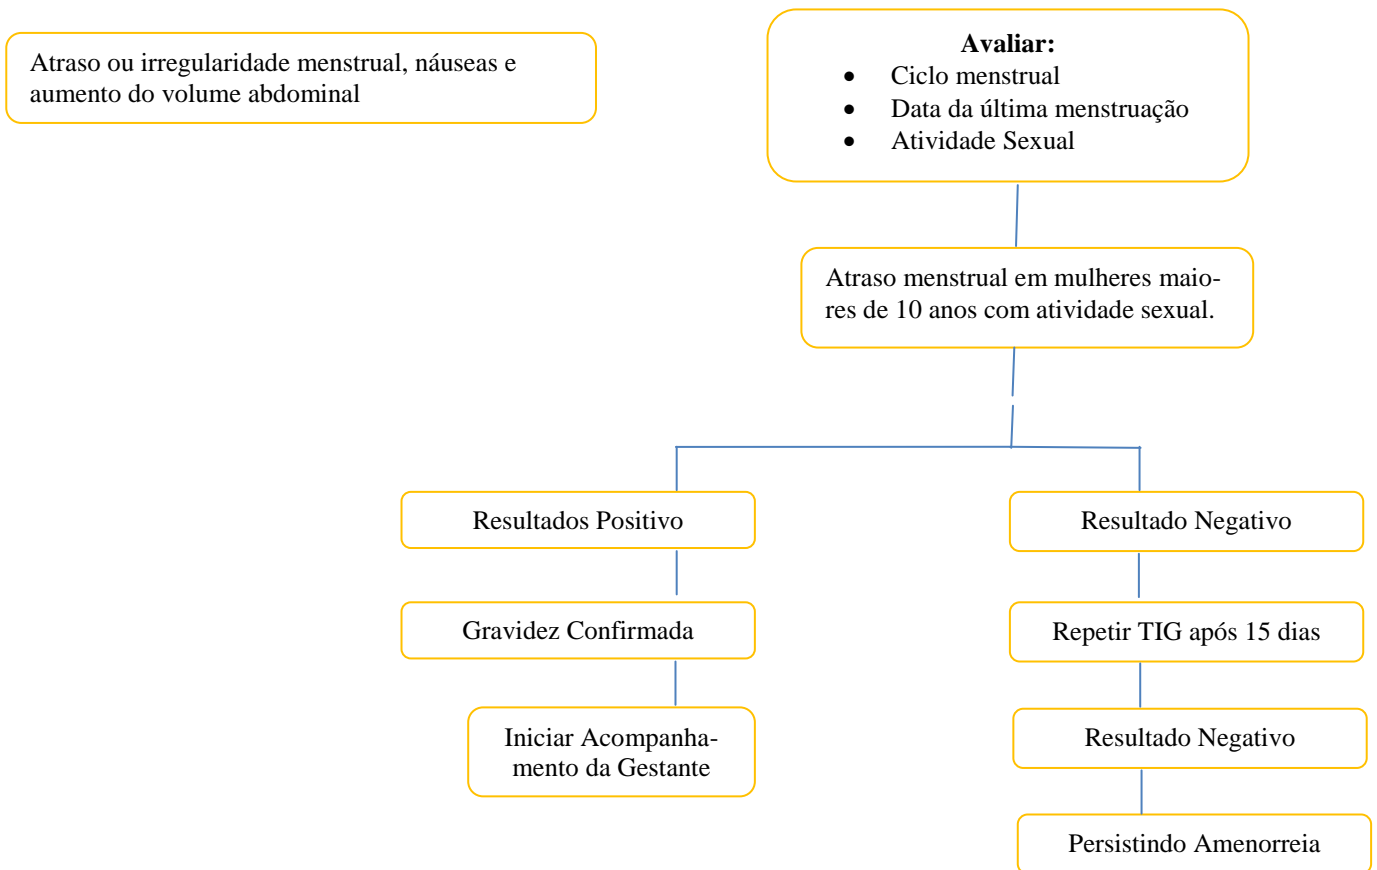 Atraso ou irregularidade menstrual, náuseas e
aumento do volume abdominal
Avaliar:
• Ciclo menstrual
• Data da última menstruação
• Atividade Sexual
Atraso menstrual em mulheres maio-
res de 10 anos com atividade sexual.
Resultados Positivo
Resultado Negativo
Gravidez Confirmada
Repetir TIG após 15 dias
Iniciar Acompanha-
mento da Gestante
Resultado Negativo
Persistindo Amenorreia